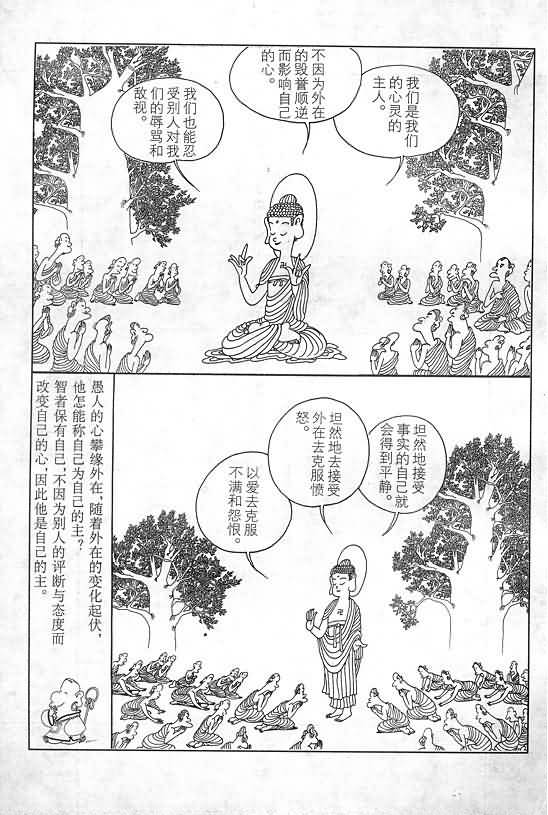 我们是我们
的心灵的
主人。
不因为外在
的毁誉顺逆
而影响自己
的心。
我们也能忍
受别人对我
们的辱骂和
敌视。
坦然地接受
事实的自己就
会得到平静。
坦然地去接受
外在去克服愤
怒。
以爱去克服
不满和怨恨。
愚人的心攀缘外在，随着外在的变化起伏，
他怎能称自己为自己的主？
智者保有自己，不因为别人的评断与态度而
改变自己的心，因此他是自己的主。